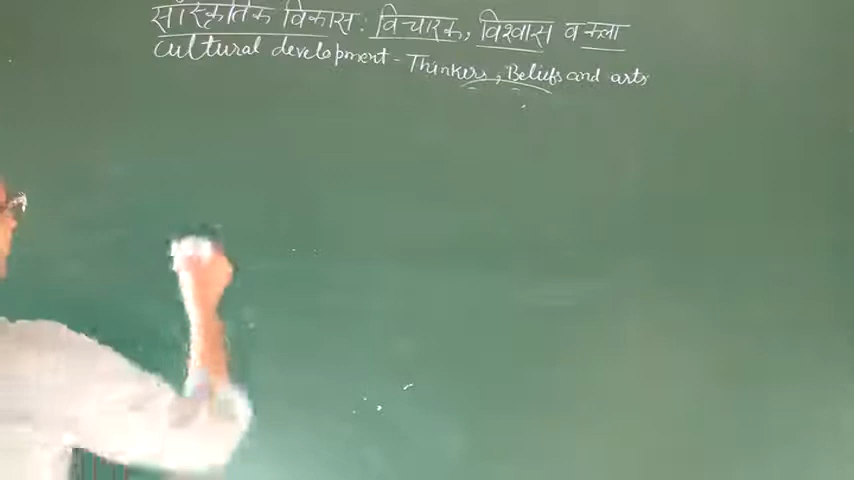 सांस्कृतिक विकास : विचारक, विश्वास व कला
cultural development - Thinkers, Beliefs and arts